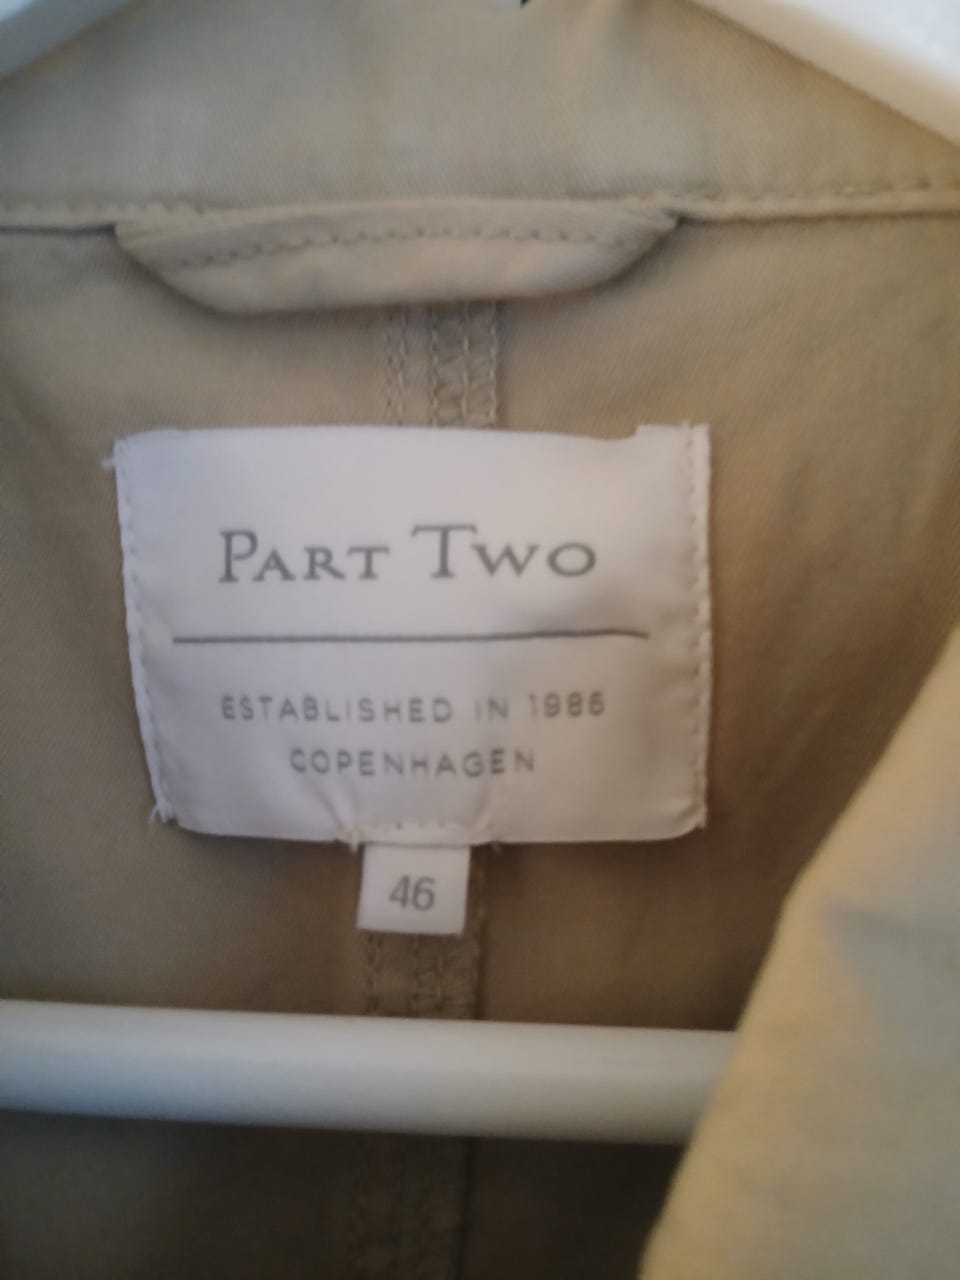 PART TWO
ESTABLISHED IN 1986
COPENHAGEN
46